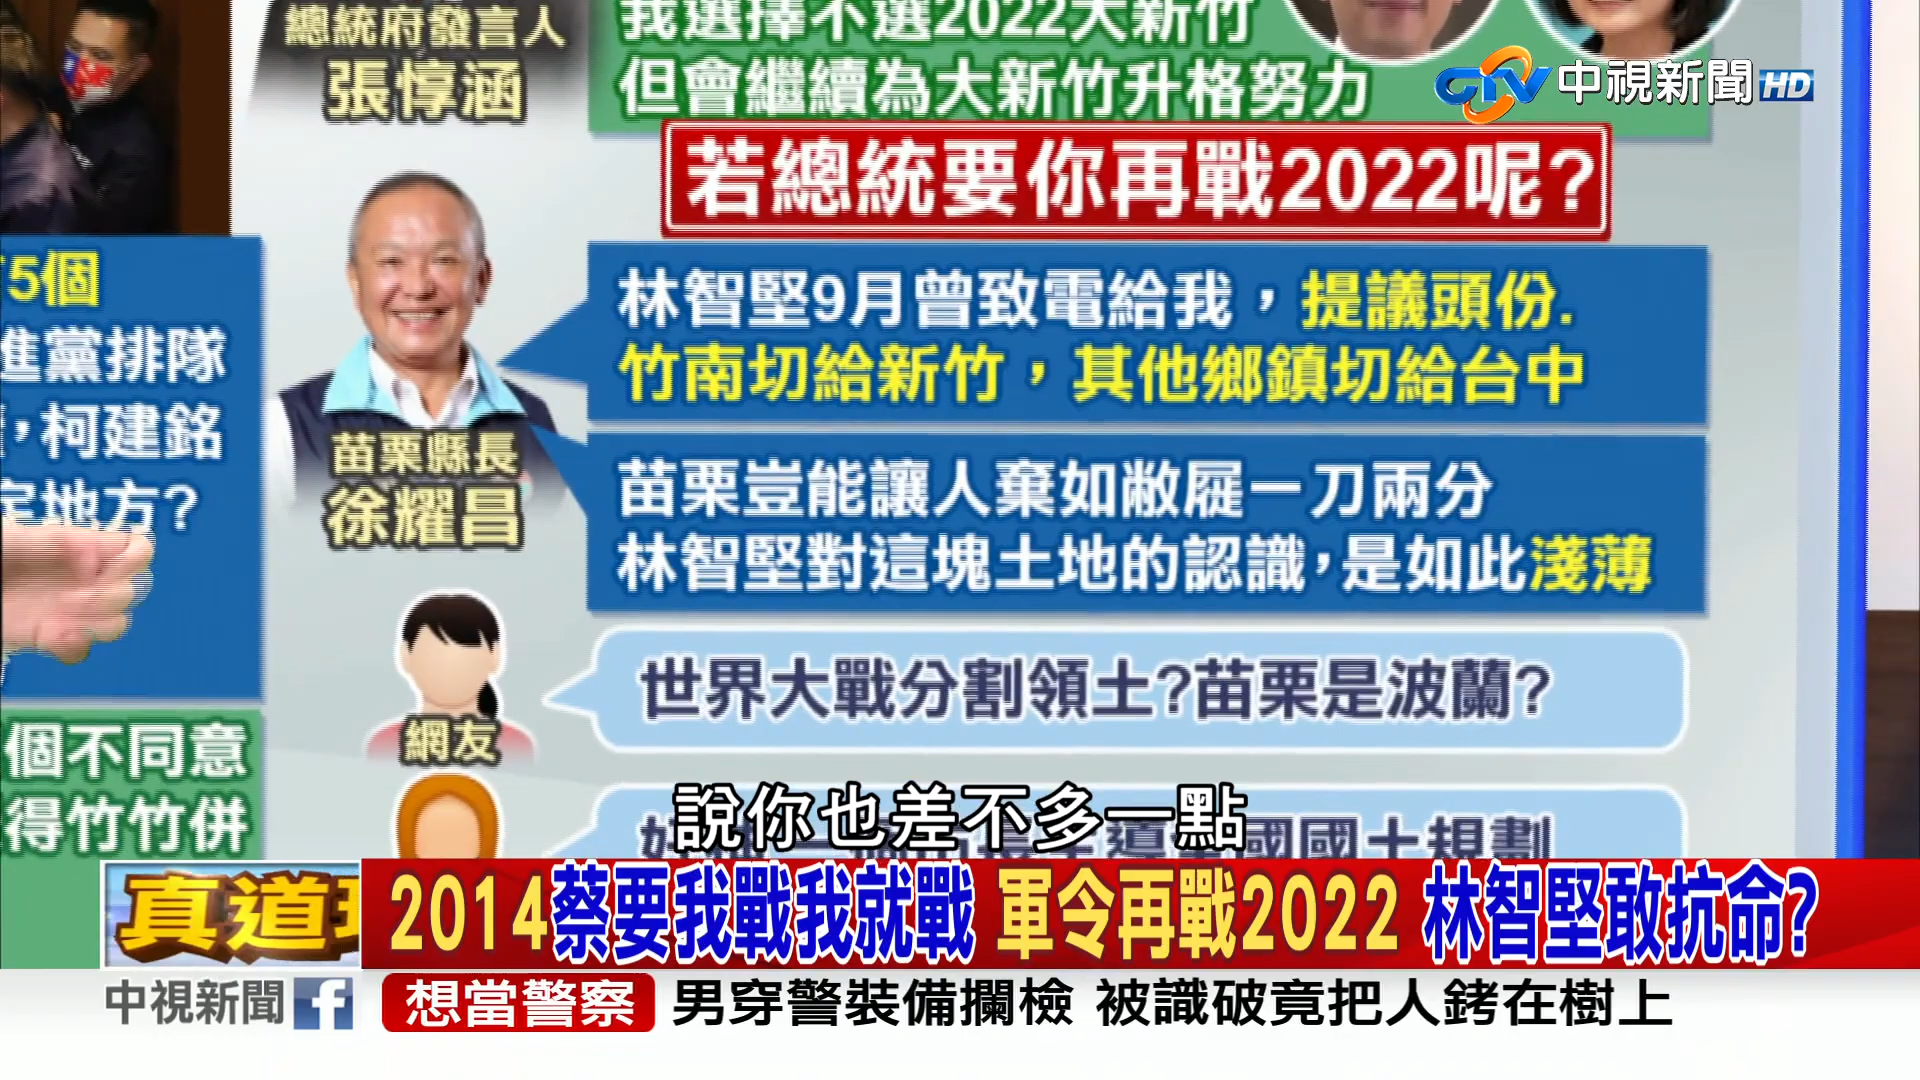 總統府發言人
張惇涵
我選擇不選2022大新竹
但會繼續為大新竹升格努力
CTV中視新聞HD
若總統要你再戰2022呢?
5個
進黨排隊
，柯建銘
定地方?
個不同意
得竹竹併
苗栗縣長
徐耀昌
林智堅9月曾致電給我，提議頭份.
竹南切給新竹，其他鄉鎮切給台中
苗栗豈能讓人棄如敝屣一刀兩分
林智堅對這塊土地的認識,是如此淺薄
網友
世界大戰分割領土?苗栗是波蘭?
國國土規劃
說你也差不多一點
真道
2014蔡要我戰我就戰 軍令再戰2022 林智堅敢抗命?
中視新聞f
想當警察 男穿警裝備攔檢 被識破竟把人銬在樹上